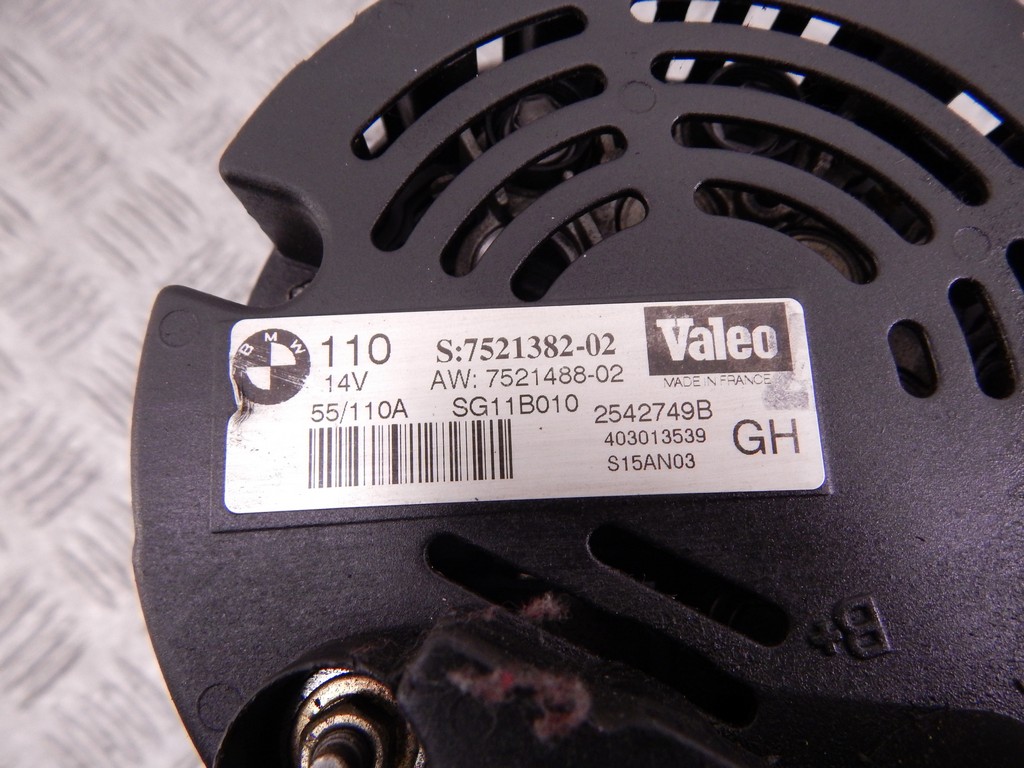 BMW
110
S:7521382-02
Valeo
14V
AW: 7521488-02
MADE IN FRANCE
55/110A
SG11B010
2542749B
403013539
GH
S15AN03
B+